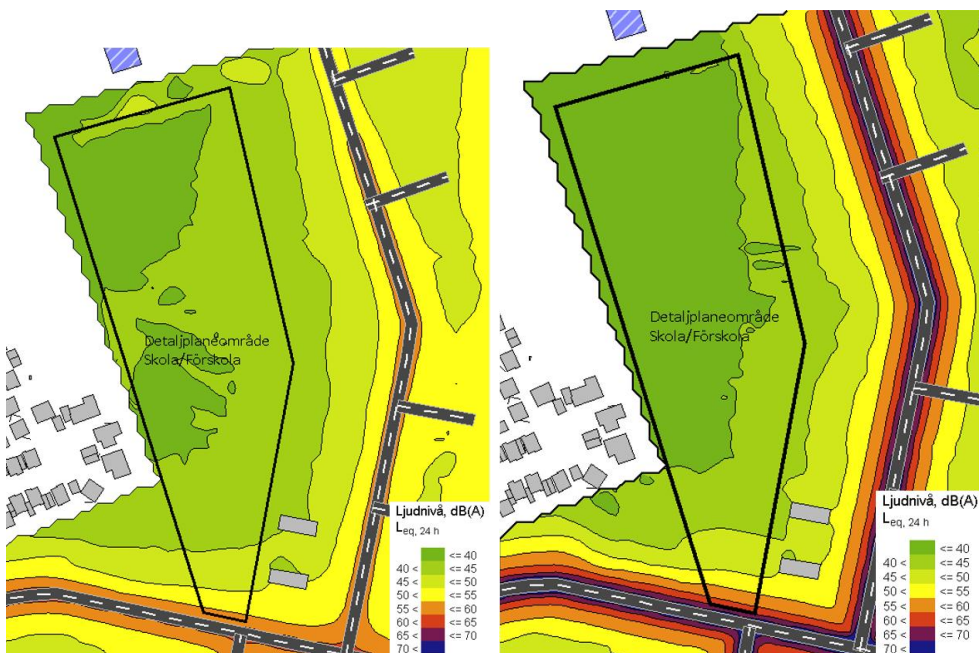 Detaljplaneområde
Skola/Förskola
Ljudnivå, dB(A)
Leq, 24 h
<= 40
40 < <= 45
45 < <= 50
50 < <= 55
55 < <= 60
60 < <= 65
65 < <= 70
70 <
Detaljplaneområde
Skola/Förskola
Ljudnivå, dB(A)
Leq, 24 h
<= 40
40 < <= 45
45 < <= 50
50 < <= 55
55 < <= 60
60 < <= 65
65 < <= 70
70 <